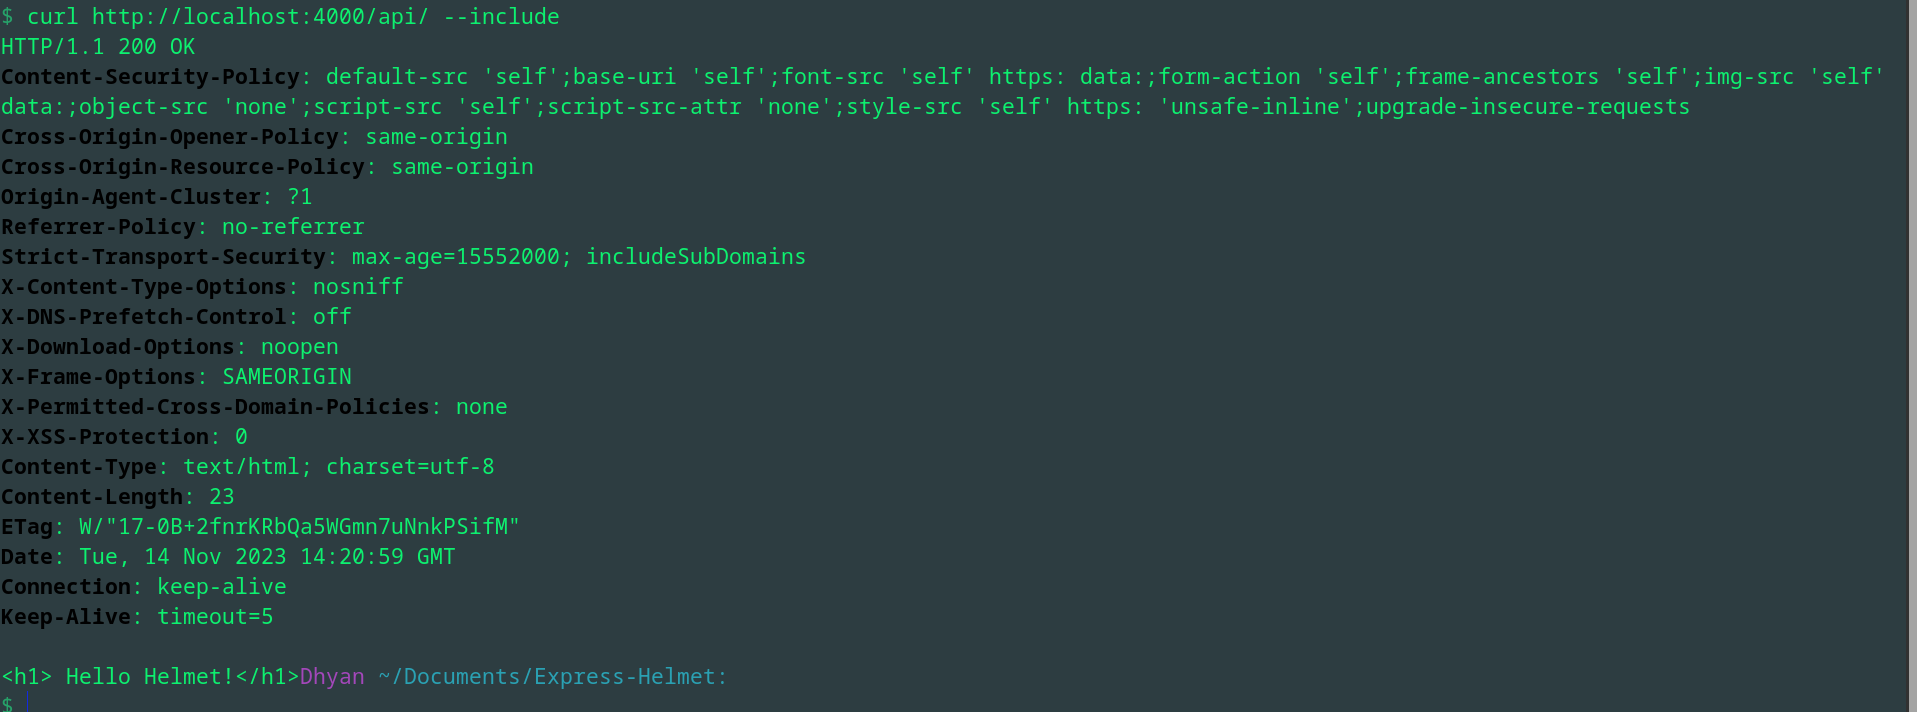 $ curl http://localhost:4000/api/ --include
HTTP/1.1 200 OK
Content-Security-Policy: default-src 'self';base-uri 'self';font-src 'self' https: data:;form-action 'self';frame-ancestors 'self';img-src 'self'
data:;object-src 'none';script-src 'self';script-src-attr 'none';style-src 'self' https: 'unsafe-inline';upgrade-insecure-requests
Cross-Origin-Opener-Policy: same-origin
Cross-Origin-Resource-Policy: same-origin
Origin-Agent-Cluster: ?1
Referrer-Policy: no-referrer
Strict-Transport-Security: max-age=15552000; includeSubDomains
X-Content-Type-Options: nosniff
X-DNS-Prefetch-Control: off
X-Download-Options: noopen
X-Frame-Options: SAMEORIGIN
X-Permitted-Cross-Domain-Policies: none
X-XSS-Protection: 0
Content-Type: text/html; charset=utf-8
Content-Length: 23
ETag: W/"17-0B+2fnrKRbQa5WGmn7uNnkPSifM"
Date: Tue, 14 Nov 2023 14:20:59 GMT
Connection: keep-alive
Keep-Alive: timeout=5
<h1> Hello Helmet!</h1>Dhyan ~/Documents/Express-Helmet:
$